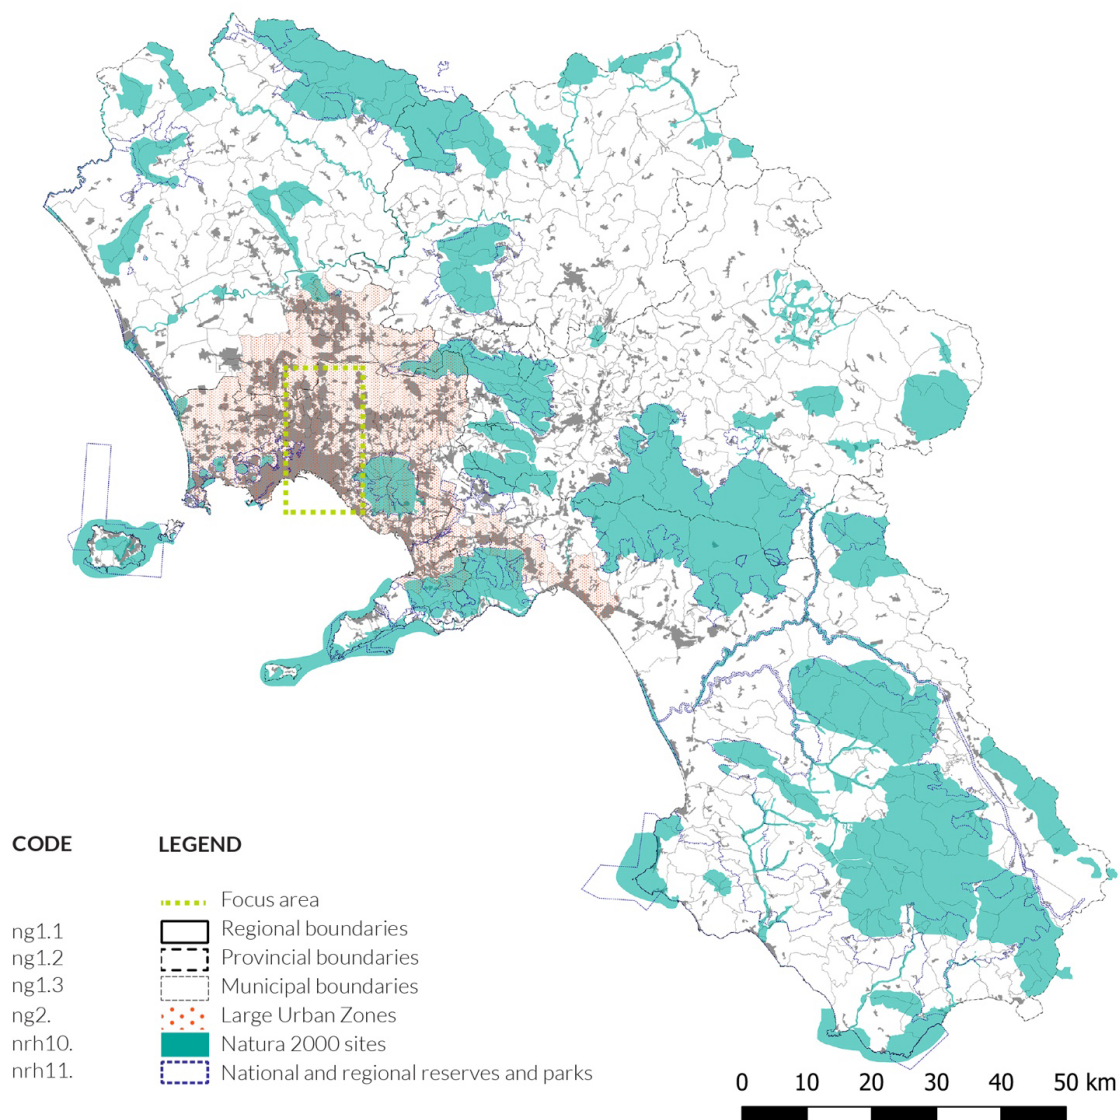 CODE LEGEND
Focus area
ng1.1 Regional boundaries
ng1.2 Provincial boundaries
ng1.3 Municipal boundaries
ng2. Large Urban Zones
nrh10. Natura 2000 sites
nrh11. National and regional reserves and parks
0 10 20 30 40 50 km